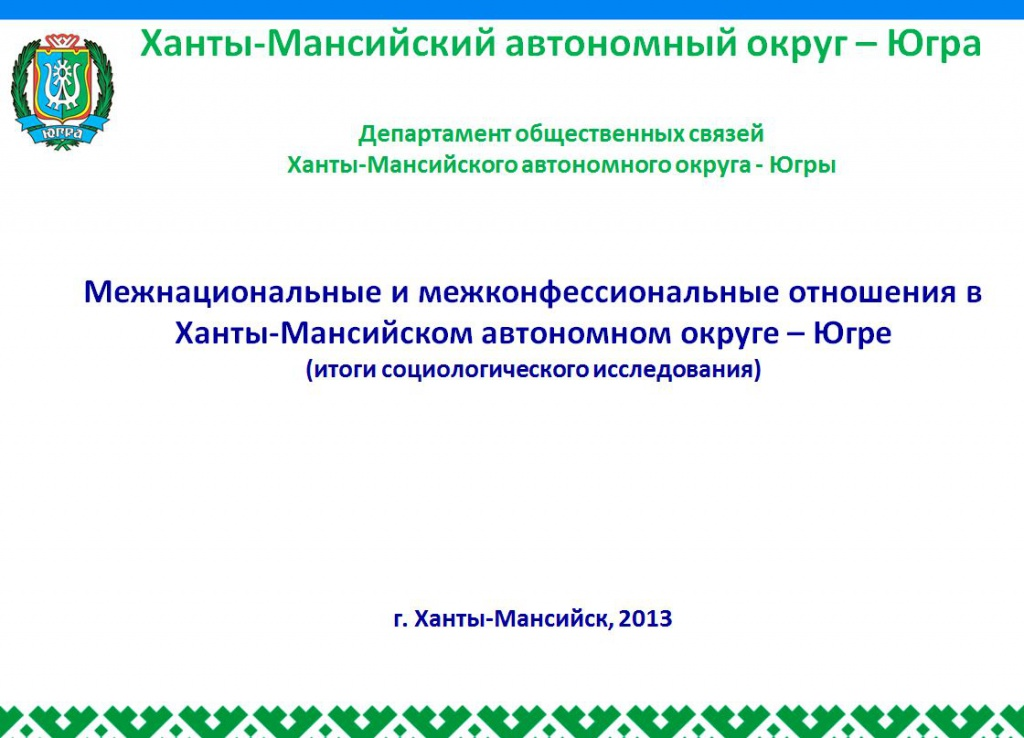 Ханты-Мансийский автономный округ – Югра
ЮГРА
Департамент общественных связей
Ханты-Мансийского автономного округа - Югры
Межнациональные и межконфессиональные отношения в
Ханты-Мансийском автономном округе – Югре
(итоги социологического исследования)
г. Ханты-Мансийск, 2013